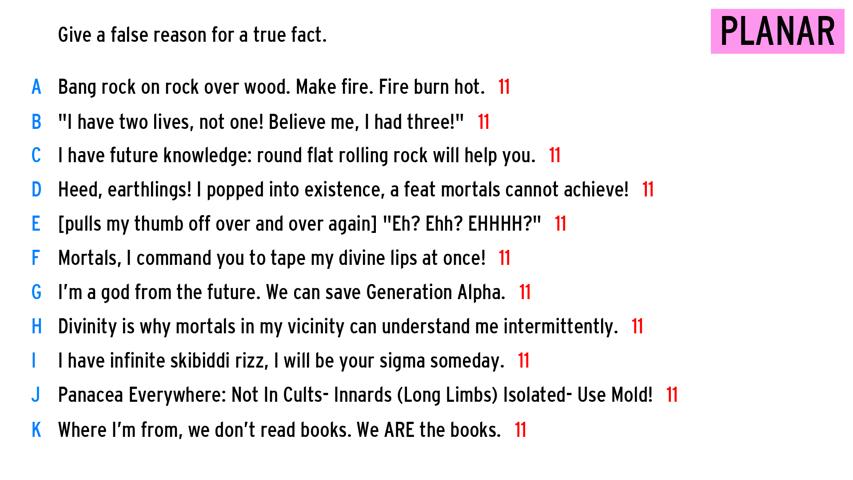 Give a false reason for a true fact.
PLANAR
A Bang rock on rock over wood. Make fire. Fire burn hot. 11
B "I have two lives, not one! Believe me, I had three!" 11
C I have future knowledge: round flat rolling rock will help you. 11
D Heed, earthlings! I popped into existence, a feat mortals cannot achieve! 11
E [pulls my thumb off over and over again] "Eh? Ehh? EHHHH?" 11
F Mortals, I command you to tape my divine lips at once! 11
G I'm a god from the future. We can save Generation Alpha. 11
H Divinity is why mortals in my vicinity can understand me intermittently. 11
I I have infinite skibiddi rizz, I will be your sigma someday. 11
J Panacea Everywhere: Not In Cults- Innards (Long Limbs) Isolated- Use Mold! 11
K Where I'm from, we don't read books. We ARE the books. 11